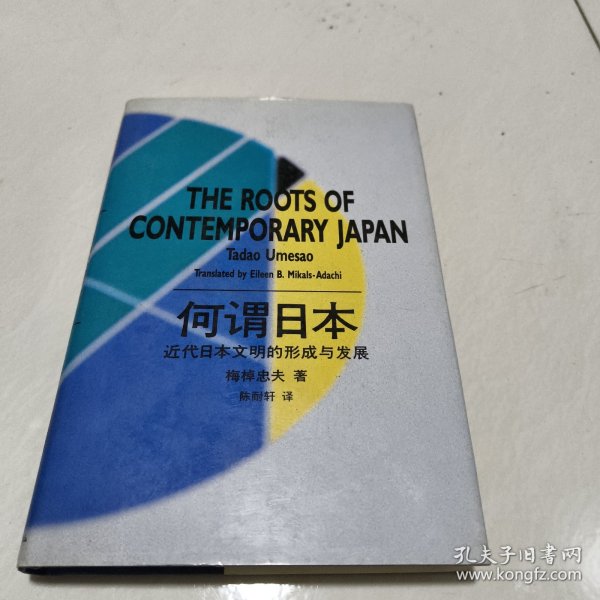 THE ROOTS OF
CONTEMPORARY JAPAN
Tadao Umesao
Translated by Eileen B. Mikals-Adachi
何谓日本
近代日本文明的形成与发展
梅棹忠夫 著
陈耐轩 译
孔夫子旧書网
www.kongfz.com